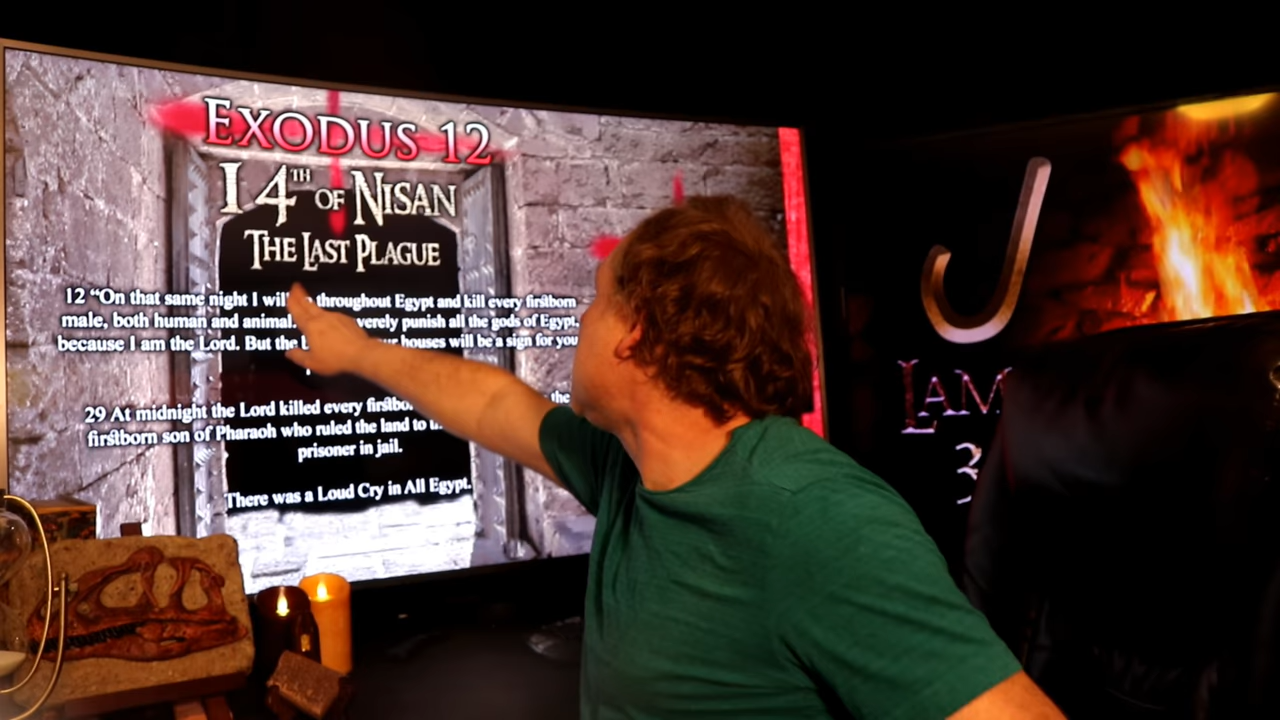 EXODUS 12
14TH OF NISAN
THE LAST PLAGUE
12 “On that same night I will throughout Egypt and kill every firstborn
male, both human and animal. verely punish all the gods of Egypt,
because I am the Lord. But the houses will be a sign for you
29 At midnight the Lord killed every the
firstborn son of Pharaoh who ruled the land to
prisoner in jail.
There was a Loud Cry in All Egypt.
J
LAM
3